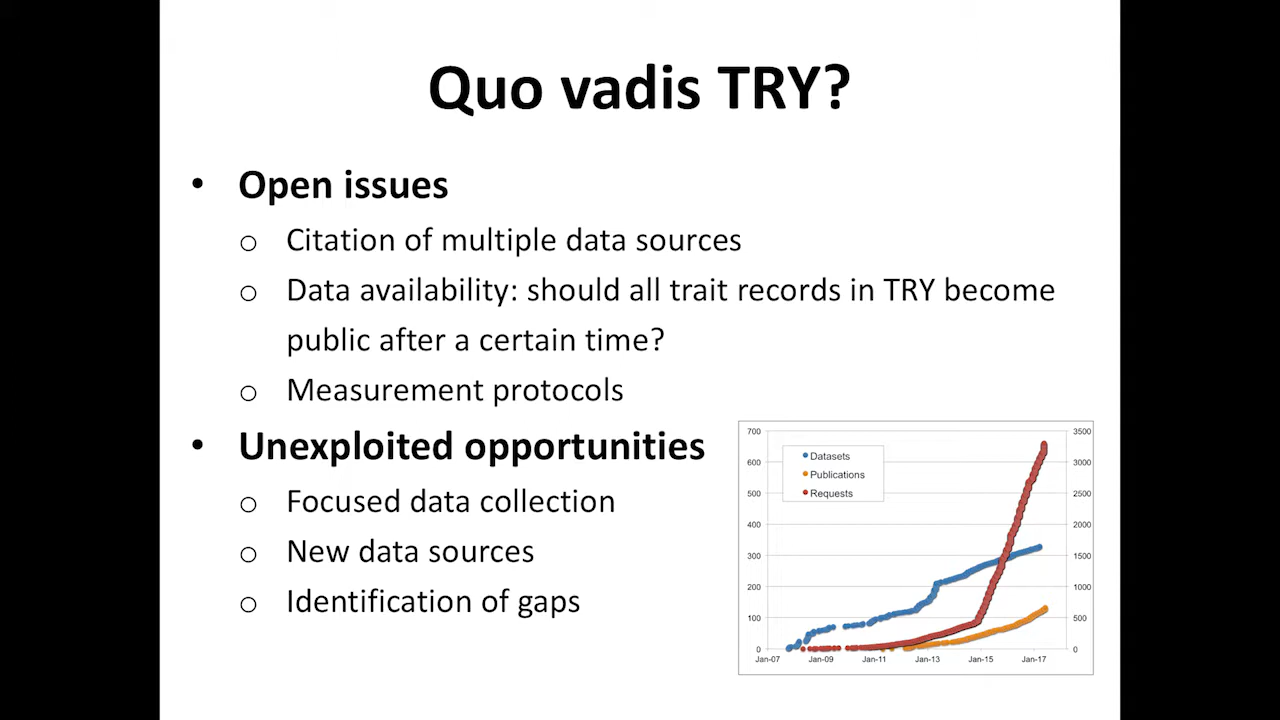 Quo vadis TRY?
• Open issues
o Citation of multiple data sources
o Data availability: should all trait records in TRY become
public after a certain time?
o Measurement protocols
• Unexploited opportunities
o Focused data collection
o New data sources
o Identification of gaps
700 3500
600 3000
500 2500
400 2000
300 1500
200 1000
100 500
0 0
Datasets
Publications
Requests
Jan-07 Jan-09 Jan-11 Jan-13 Jan-15 Jan-17